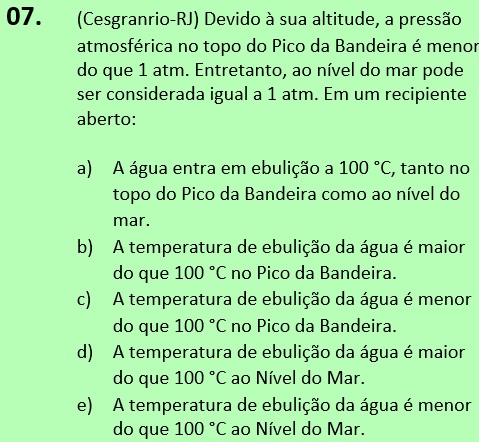 07. (Cesgranrio-RJ) Devido à sua altitude, a pressão
atmosférica no topo do Pico da Bandeira é menor
do que 1 atm. Entretanto, ao nível do mar pode
ser considerada igual a 1 atm. Em um recipiente
aberto:
a) A água entra em ebulição a 100 °C, tanto no
topo do Pico da Bandeira como ao nível do
mar.
b) A temperatura de ebulição da água é maior
do que 100 °C no Pico da Bandeira.
c) A temperatura de ebulição da água é menor
do que 100 °C no Pico da Bandeira.
d) A temperatura de ebulição da água é maior
do que 100 °C ao Nível do Mar.
e) A temperatura de ebulição da água é menor
do que 100 °C ao Nível do Mar.